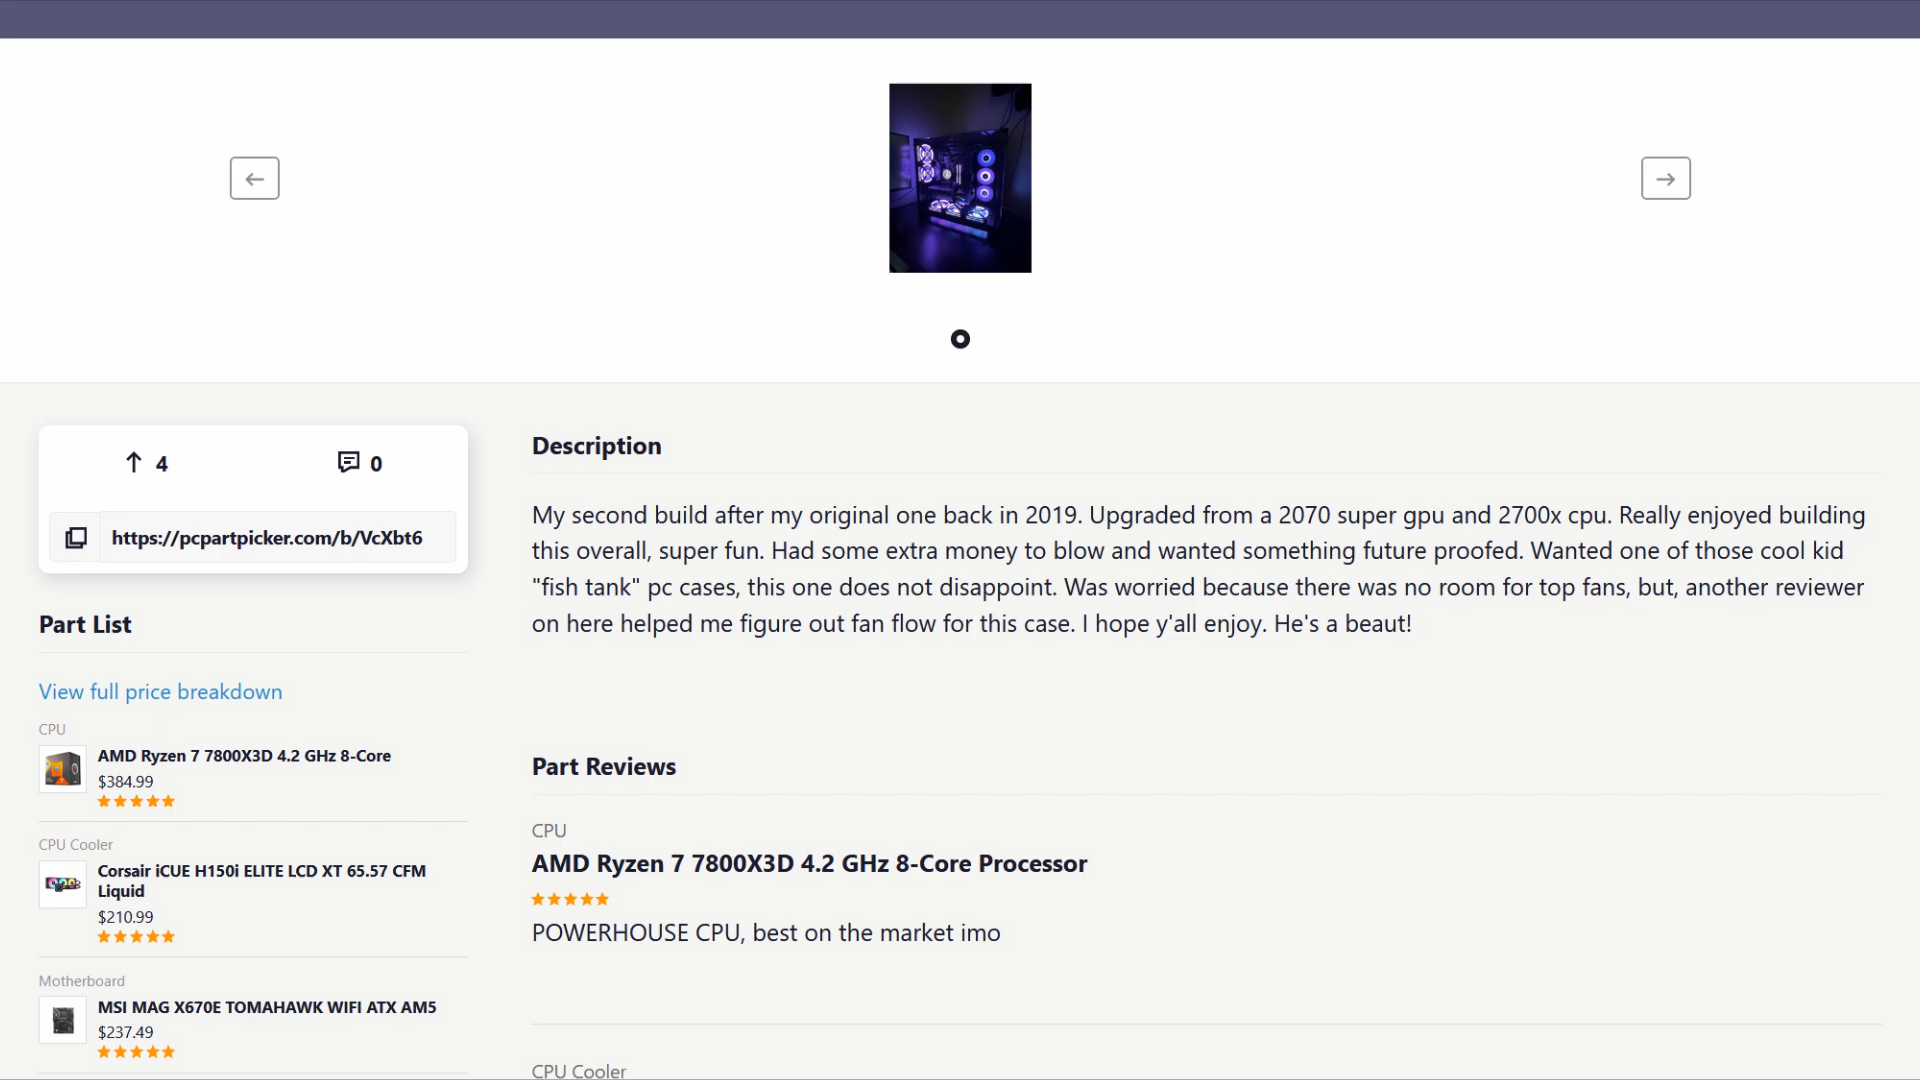 4
0
https://pcpartpicker.com/b/VcXbt6
Part List
View full price breakdown
CPU
AMD Ryzen 7 7800X3D 4.2 GHz 8-Core
$384.99
CPU Cooler
Corsair iCUE H150i ELITE LCD XT 65.57 CFM
Liquid
$210.99
Motherboard
MSI MAG X670E TOMAHAWK WIFI ATX AM5
$237.49
Description
My second build after my original one back in 2019. Upgraded from a 2070 super gpu and 2700x cpu. Really enjoyed building
this overall, super fun. Had some extra money to blow and wanted something future proofed. Wanted one of those cool kid
"fish tank" pc cases, this one does not disappoint. Was worried because there was no room for top fans, but, another reviewer
on here helped me figure out fan flow for this case. I hope y'all enjoy. He's a beaut!
Part Reviews
CPU
AMD Ryzen 7 7800X3D 4.2 GHz 8-Core Processor
POWERHOUSE CPU, best on the market imo
CPU Cooler